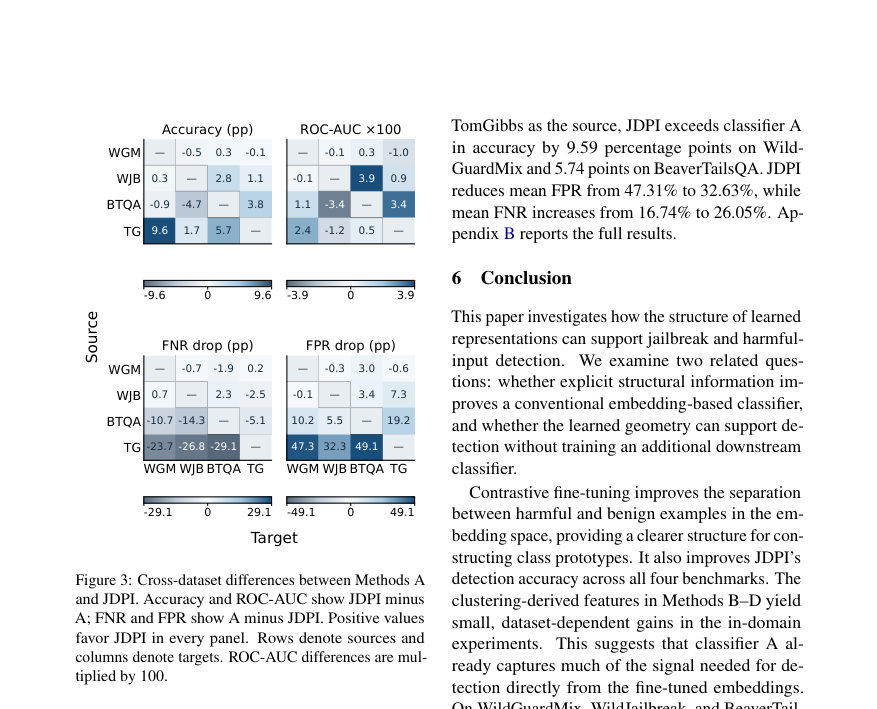 Accuracy (pp)
ROC-AUC ×100
WGM — -0.5 0.3 -0.1 — -0.1 0.3 -1.0
WJB 0.3 — 2.8 1.1 -0.1 — 3.9 0.9
BTQA -0.9 -4.7 — 3.8 1.1 -3.4 — 3.4
TG 9.6 1.7 5.7 — 2.4 -1.2 0.5 —
-9.6 0 9.6 -3.9 0 3.9
Source
FNR drop (pp)
FPR drop (pp)
WGM — -0.7 -1.9 0.2 — -0.3 3.0 -0.6
WJB 0.7 — 2.3 -2.5 -0.1 — 3.4 7.3
BTQA -10.7 -14.3 — -5.1 10.2 5.5 — 19.2
TG -23.7 -26.8 -29.1 — 47.3 32.3 49.1 —
WGM WJB BTQA TG WGM WJB BTQA TG
-29.1 0 29.1 -49.1 0 49.1
Target
Figure 3: Cross-dataset differences between Methods A
and JDPI. Accuracy and ROC-AUC show JDPI minus
A; FNR and FPR show A minus JDPI. Positive values
favor JDPI in every panel. Rows denote sources and
columns denote targets. ROC-AUC differences are mul-
tiplied by 100.
TomGibbs as the source, JDPI exceeds classifier A
in accuracy by 9.59 percentage points on Wild-
GuardMix and 5.74 points on BeaverTailsQA. JDPI
reduces mean FPR from 47.31% to 32.63%, while
mean FNR increases from 16.74% to 26.05%. Ap-
pendix B reports the full results.
6 Conclusion
This paper investigates how the structure of learned
representations can support jailbreak and harmful-
input detection. We examine two related ques-
tions: whether explicit structural information im-
proves a conventional embedding-based classifier,
and whether the learned geometry can support de-
tection without training an additional downstream
classifier.
Contrastive fine-tuning improves the separation
between harmful and benign examples in the em-
bedding space, providing a clearer structure for con-
structing class prototypes. It also improves JDPI's
detection accuracy across all four benchmarks. The
clustering-derived features in Methods B–D yield
small, dataset-dependent gains in the in-domain
experiments. This suggests that classifier A al-
ready captures much of the signal needed for de-
tection directly from the fine-tuned embeddings.
On WildGuardMix, WildJailbreak, and BeaverTail-